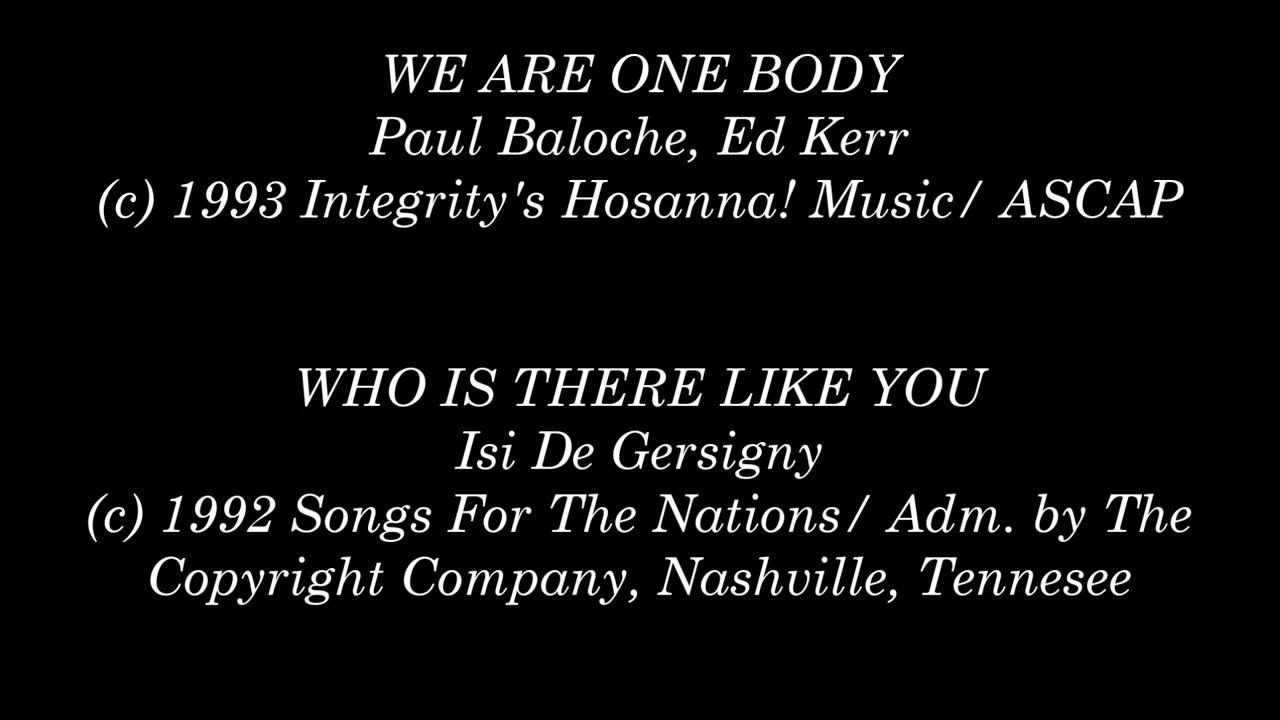 WE ARE ONE BODY
Paul Baloche, Ed Kerr
(c) 1993 Integrity's Hosanna! Music/ ASCAP
WHO IS THERE LIKE YOU
Isi De Gersigny
(c) 1992 Songs For The Nations/ Adm. by The
Copyright Company, Nashville, Tennesee